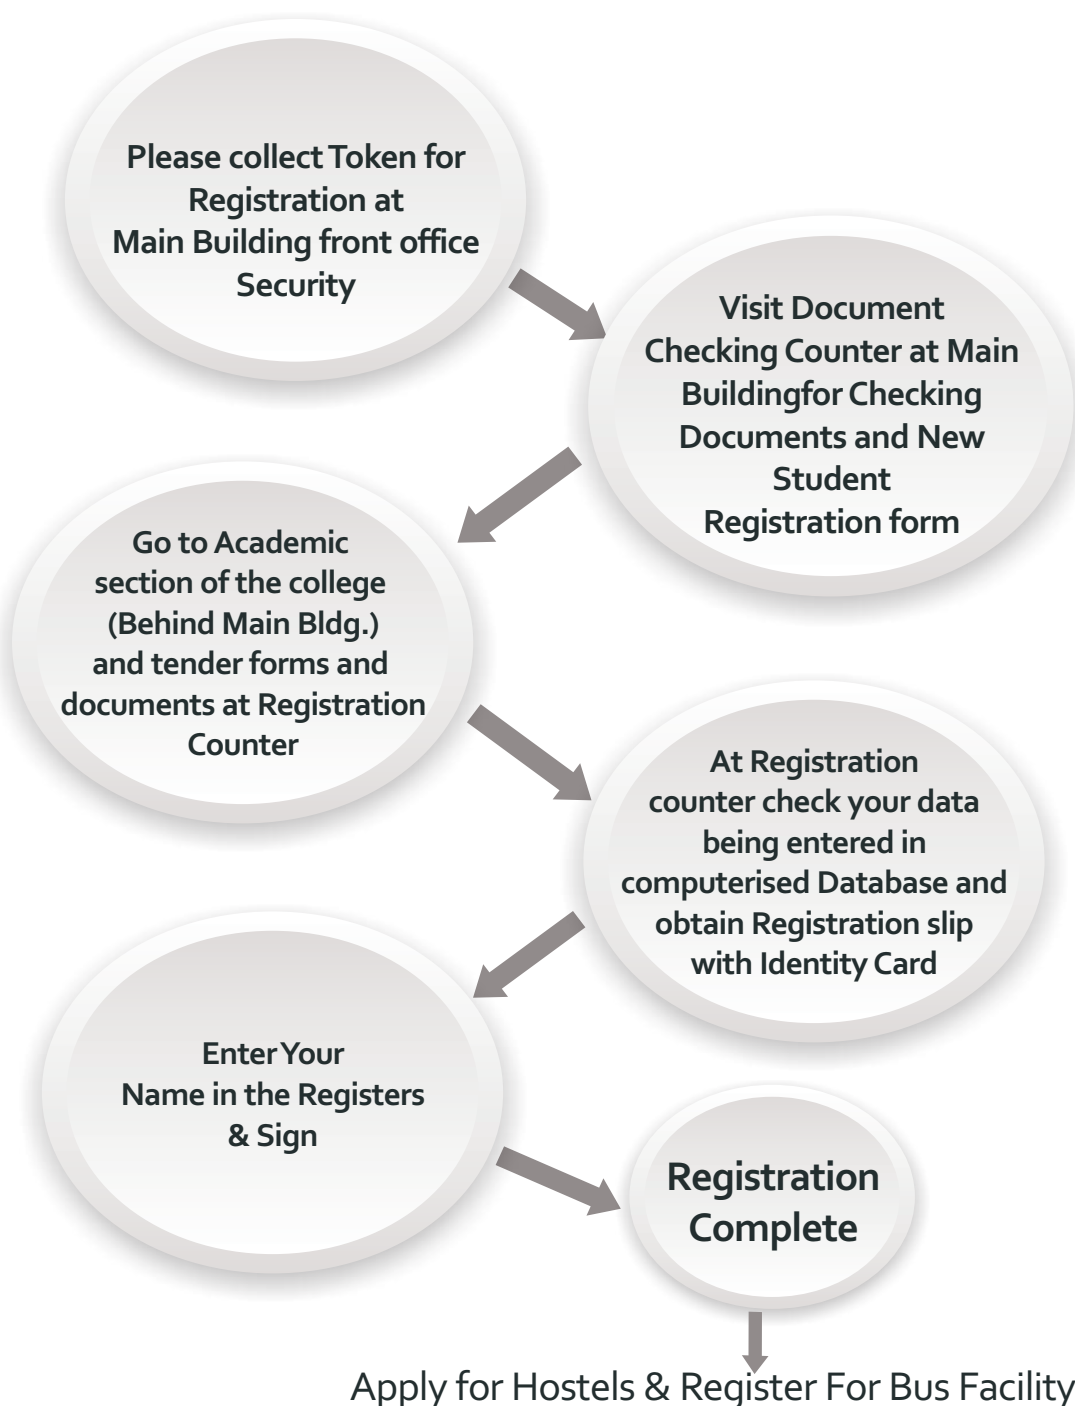 Please collect Token for
Registration at
Main Building front office
Security
Visit Document
Checking Counter at Main
Buildingfor Checking
Documents and New
Student
Registration form
Go to Academic
section of the college
(Behind Main Bldg.)
and tender forms and
documents at Registration
Counter
At Registration
counter check your data
being entered in
computerised Database and
obtain Registration slip
with Identity Card
Enter Your
Name in the Registers
& Sign
Registration
Complete
Apply for Hostels & Register For Bus Facility